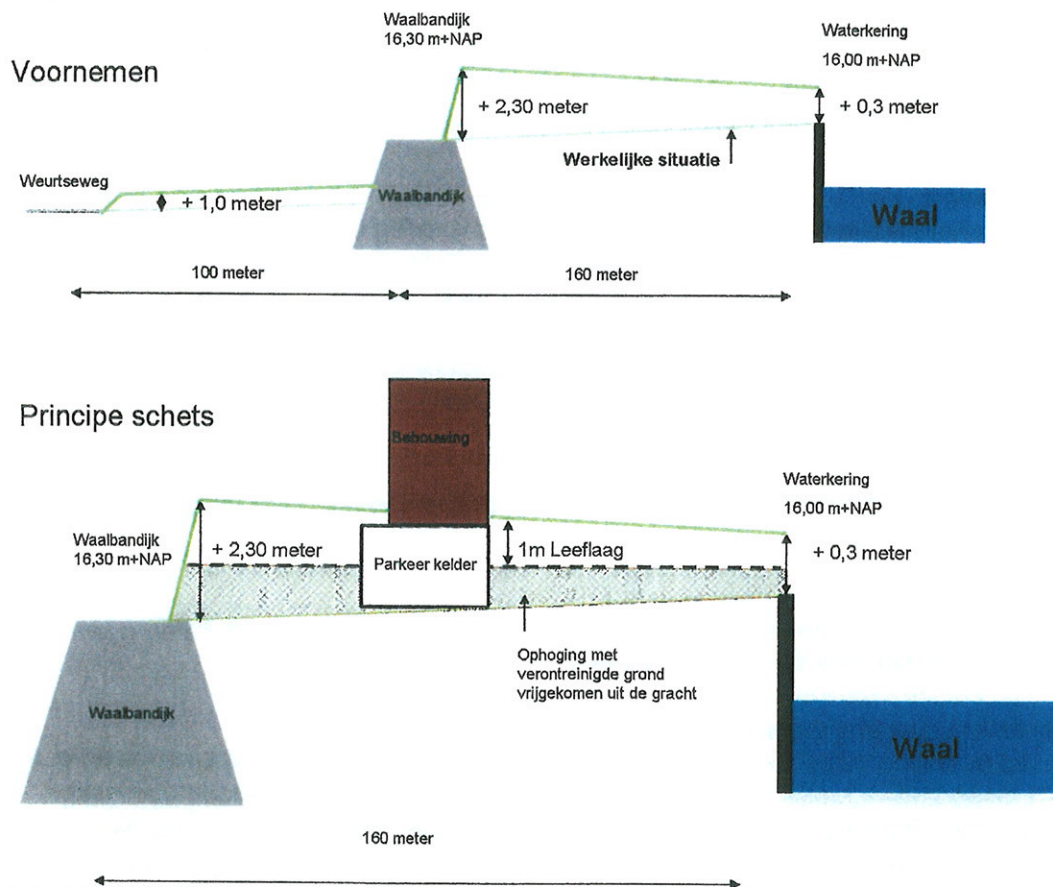 Voornemen
Waalbandijk
16,30 m+NAP
Waterkering
16,00 m+NAP
+ 2,30 meter
+ 0,3 meter
Werkelijke situatie
Weurtseweg
+ 1,0 meter
Waalbandijk
Waal
100 meter
160 meter
Principe schets
Bebouwing
Waterkering
16,00 m+NAP
Waalbandijk
16,30 m+NAP
+ 2,30 meter
Parkeer kelder
1m Leeflaag
+ 0,3 meter
Ophoging met
verontreinigde grond
vrijgekomen uit de gracht
Waalbandijk
Waal
160 meter